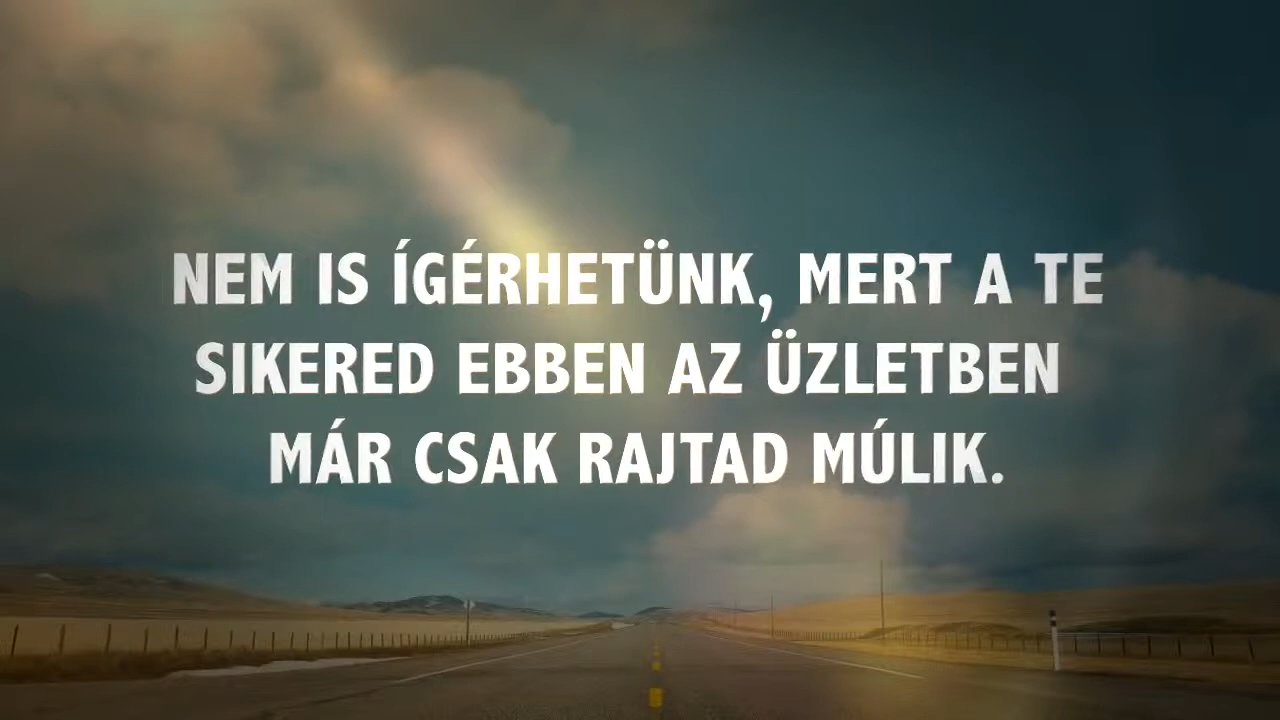 NEM IS ÍGÉRHETÜNK, MERT A TE
SIKERED EBBEN AZ ÜZLETBEN
MÁR CSAK RAJTAD MÚLIK.